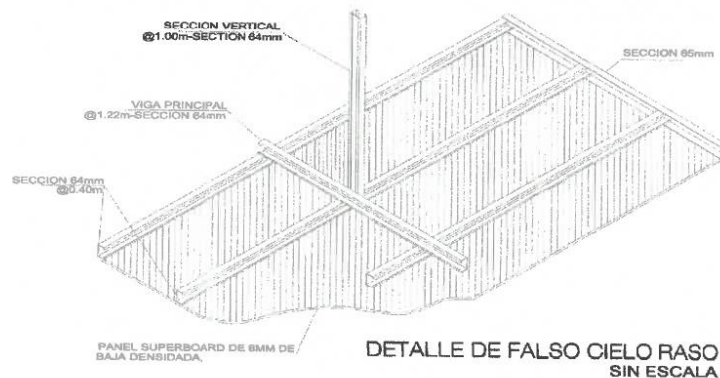 SECCION VERTICAL
@1.00m-SECTION 64mm
SECCION 65mm
VIGA PRINCIPAL
@1.22m-SECCION 64mm
SECCION 64mm
@0.40m
PANEL SUPERBOARD DE 6MM DE
BAJA DENSIDADA,
DETALLE DE FALSO CIELO RASO
SIN ESCALA